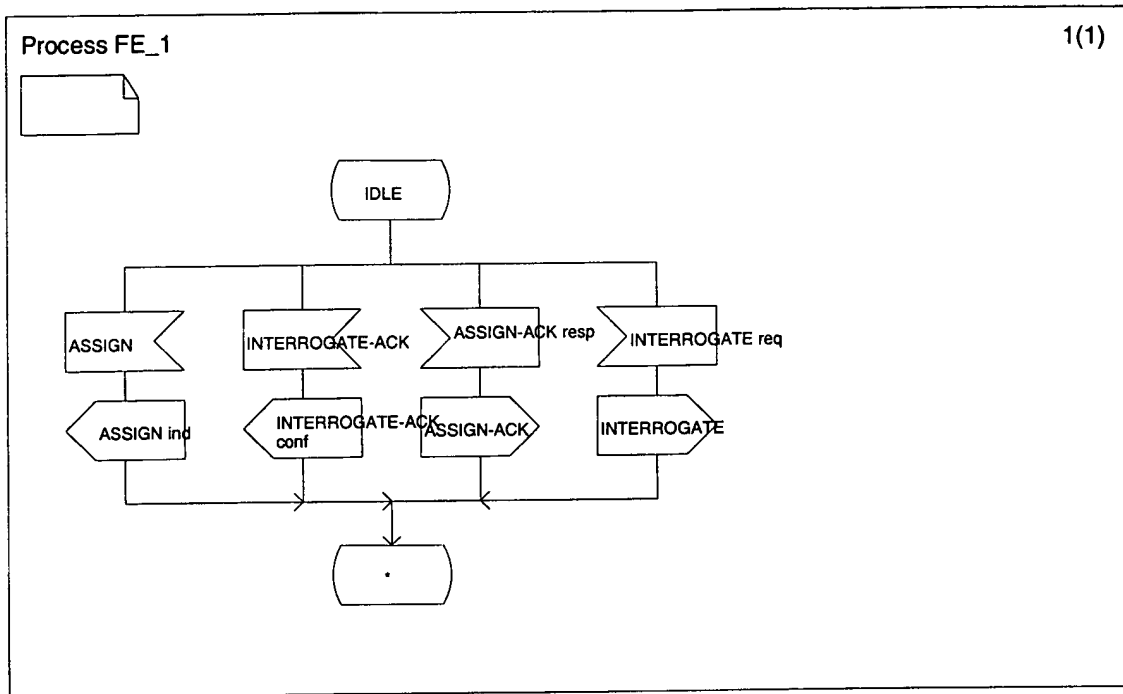 Process FE_1
1(1)
IDLE
ASSIGN
INTERROGATE-ACK
ASSIGN-ACK resp
INTERROGATE req
ASSIGN ind
INTERROGATE-ACK
conf
ASSIGN-ACK
INTERROGATE
*